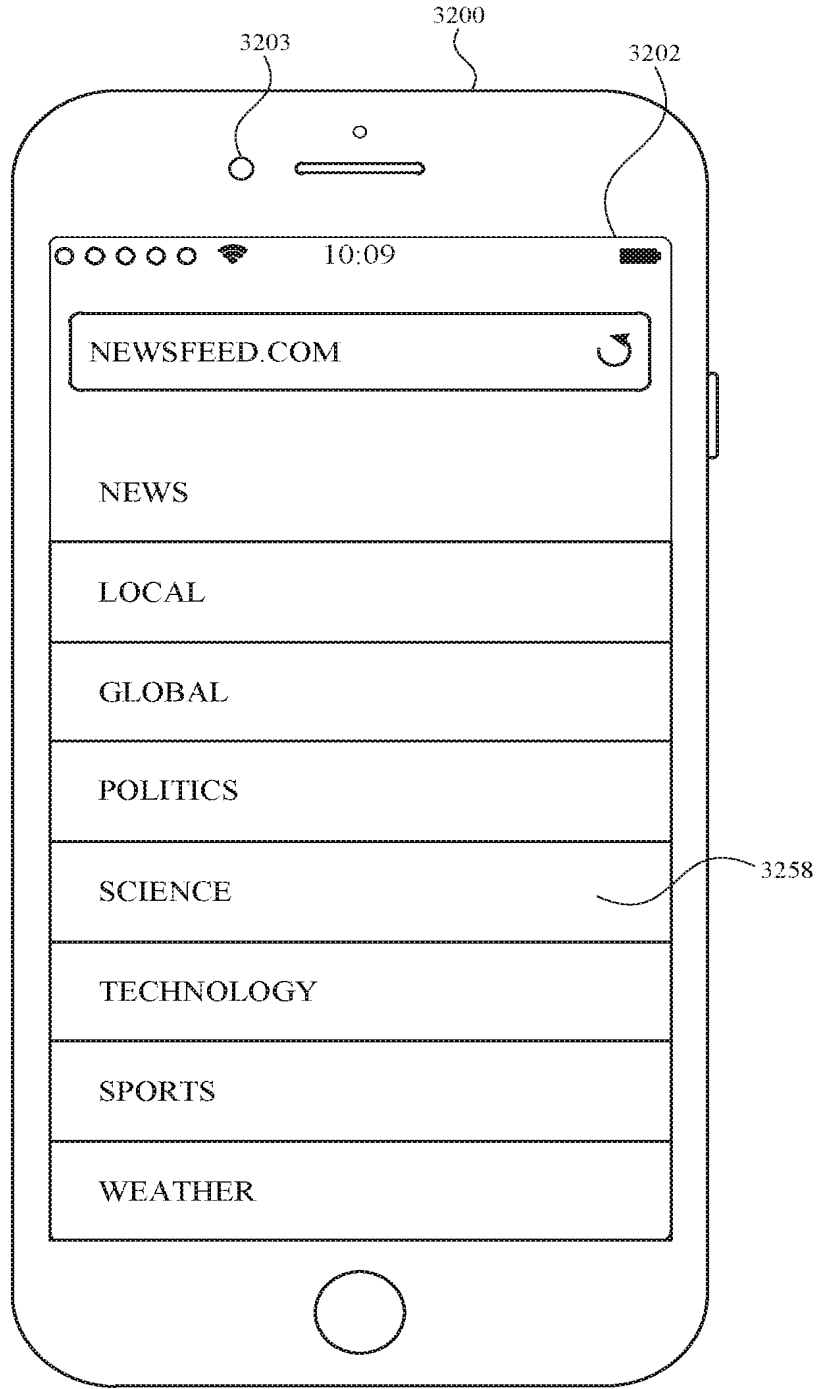 3200
3203
3202
10:09
NEWSFEED.COM
NEWS
LOCAL
GLOBAL
POLITICS
SCIENCE
3258
TECHNOLOGY
SPORTS
WEATHER